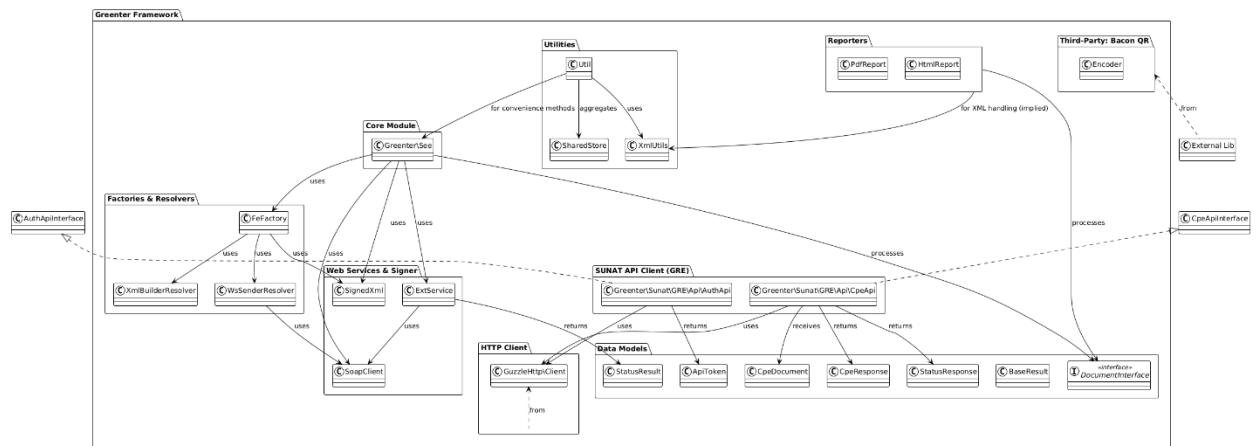 Greenter Framework
Utilities
Reporters
Third-Party: Bacon QR
C Util
C PdfReport
C HtmlReport
C Encoder
for convenience methods
aggregates
uses
for XML handling (implied)
from
Core Module
C Greenter\See
C SharedStore
C XmlUtils
C External Lib
uses
Factories & Resolvers
C AuthApiInterface
C FeFactory
uses
uses
C CpeApiInterface
processes
uses
uses
uses
uses
processes
Web Services & Signer
SUNAT API Client (GRE)
C XmlBuilderResolver
C WsSenderResolver
C SignedXml
C ExtService
C Greenter\Sunat\GRE\Api\AuthApi
C Greenter\Sunat\GRE\Api\CpeApi
uses
uses
returns
uses
returns
uses
receives
returns
returns
HTTP Client
Data Models
C SoapClient
C GuzzleHttp\Client
C StatusResult
C ApiToken
C CpeDocument
C CpeResponse
C StatusResponse
C BaseResult
I «interface»
DocumentInterface
from